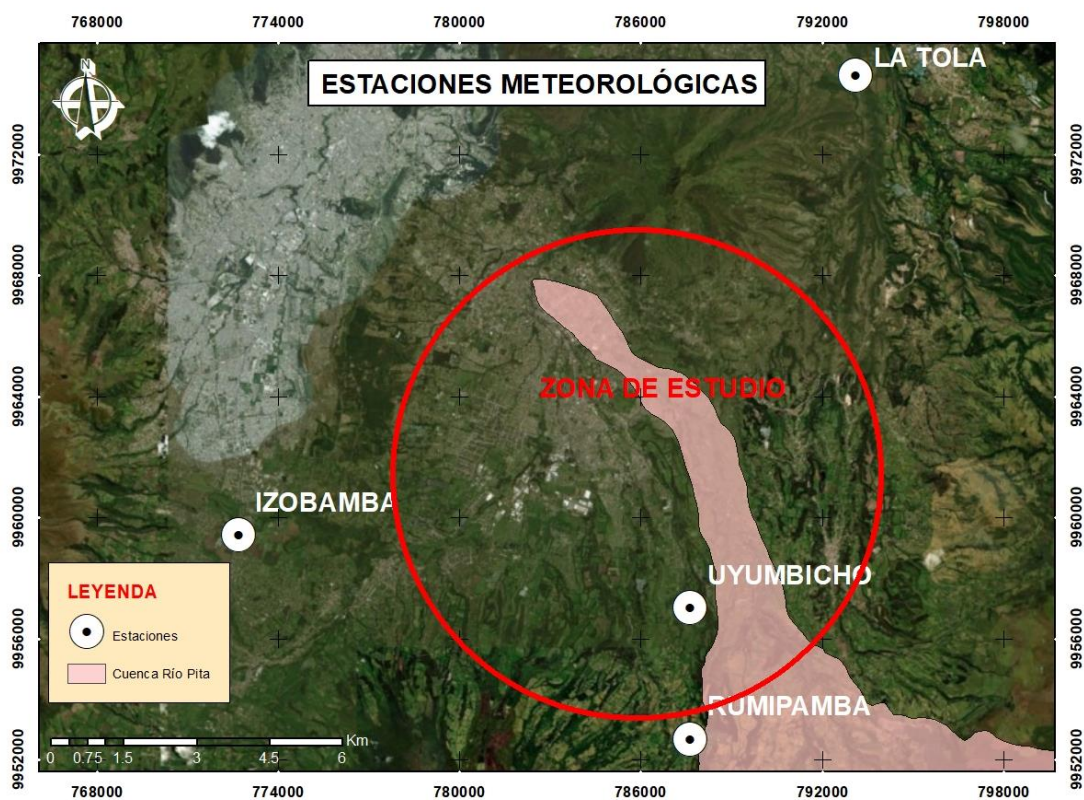 768000 774000 780000 786000 792000 798000
LA TOLA
ESTACIONES METEOROLÓGICAS
N
9972000 9972000
9968000 9968000
ZONA DE ESTUDIO
9964000 9964000
IZOBAMBA
9960000 9960000
UYUMBICHO
LEYENDA
Estaciones
Cuenca Río Pita
9956000 9956000
RUMIPAMBA
Km
0 0.75 1.5 3 4.5 6
9952000 9952000
768000 774000 780000 786000 792000 798000